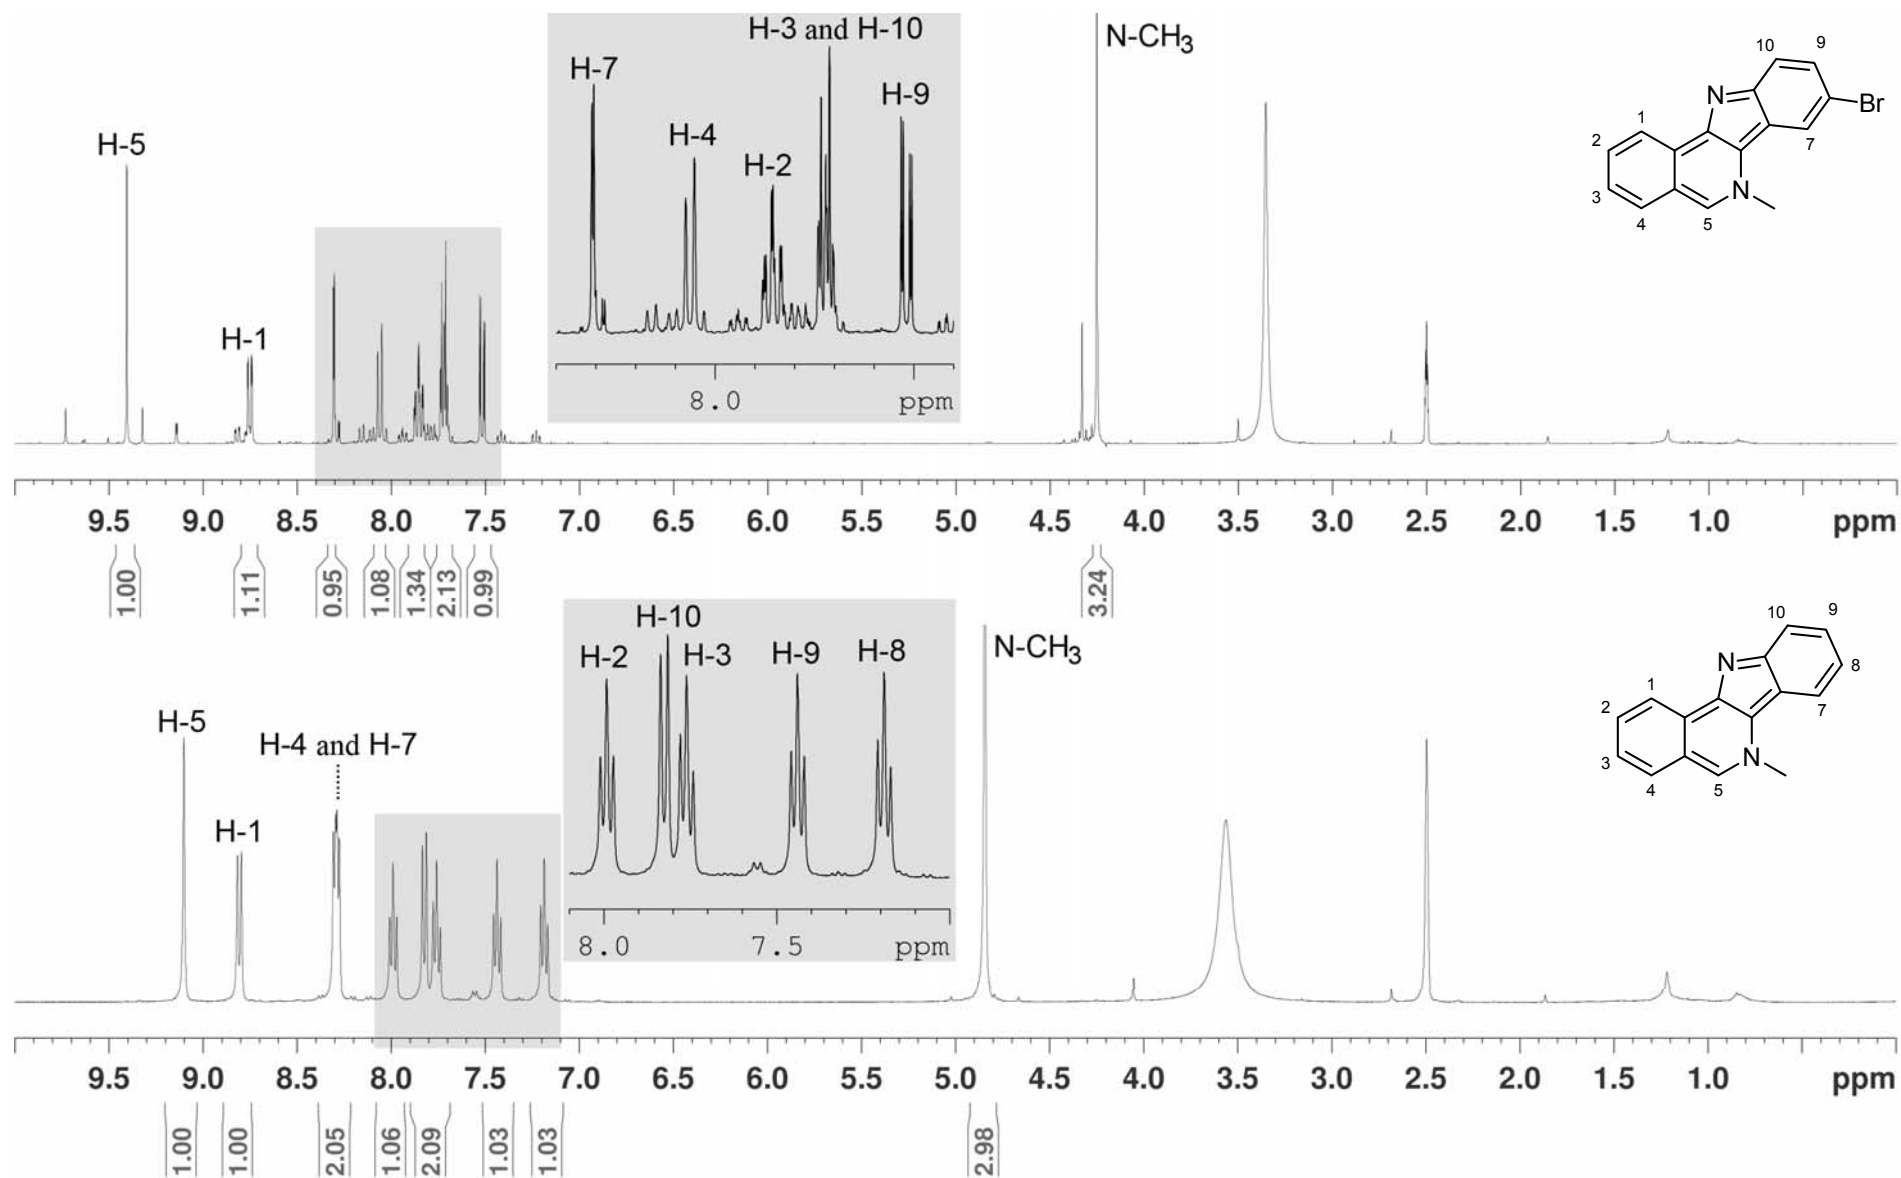 H-3 and H-10
N-CH3
H-7
H-9
H-4
H-5
H-2
H-1
8.0 ppm
10 9
N Br
1
2 7
3 N
4 5
9.5 9.0 8.5 8.0 7.5 7.0 6.5 6.0 5.5 5.0 4.5 4.0 3.5 3.0 2.5 2.0 1.5 1.0 ppm
1.00 1.11 0.95 1.08 1.34 2.13 0.99 3.24
H-10
N-CH3
H-2 H-3 H-9 H-8
H-5
H-4 and H-7
H-1
8.0 7.5 ppm
10 9
N 8
1
2 7
3 N
4 5
9.5 9.0 8.5 8.0 7.5 7.0 6.5 6.0 5.5 5.0 4.5 4.0 3.5 3.0 2.5 2.0 1.5 1.0 ppm
1.00 1.00 2.05 1.06 2.09 1.03 1.03 2.98